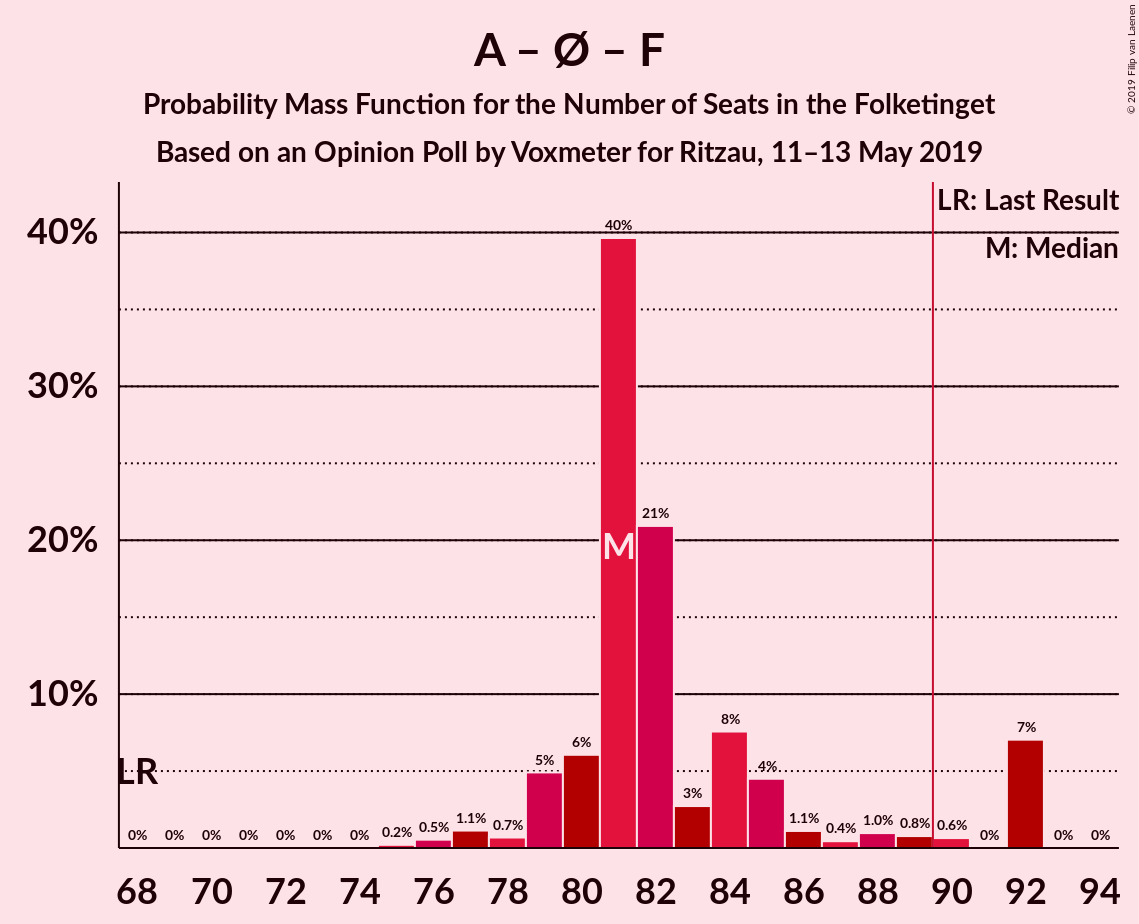 A – Ø – F
Probability Mass Function for the Number of Seats in the Folketinget
Based on an Opinion Poll by Voxmeter for Ritzau, 11–13 May 2019
© 2019 Filip van Laenen
LR: Last Result
M: Median
40%
30%
20%
10%
LR
M
0% 0% 0% 0% 0% 0% 0% 0.2% 0.5% 1.1% 0.7% 5% 6% 40% 21% 3% 8% 4% 1.1% 0.4% 1.0% 0.8% 0.6% 0% 7% 0% 0%
68 70 72 74 76 78 80 82 84 86 88 90 92 94